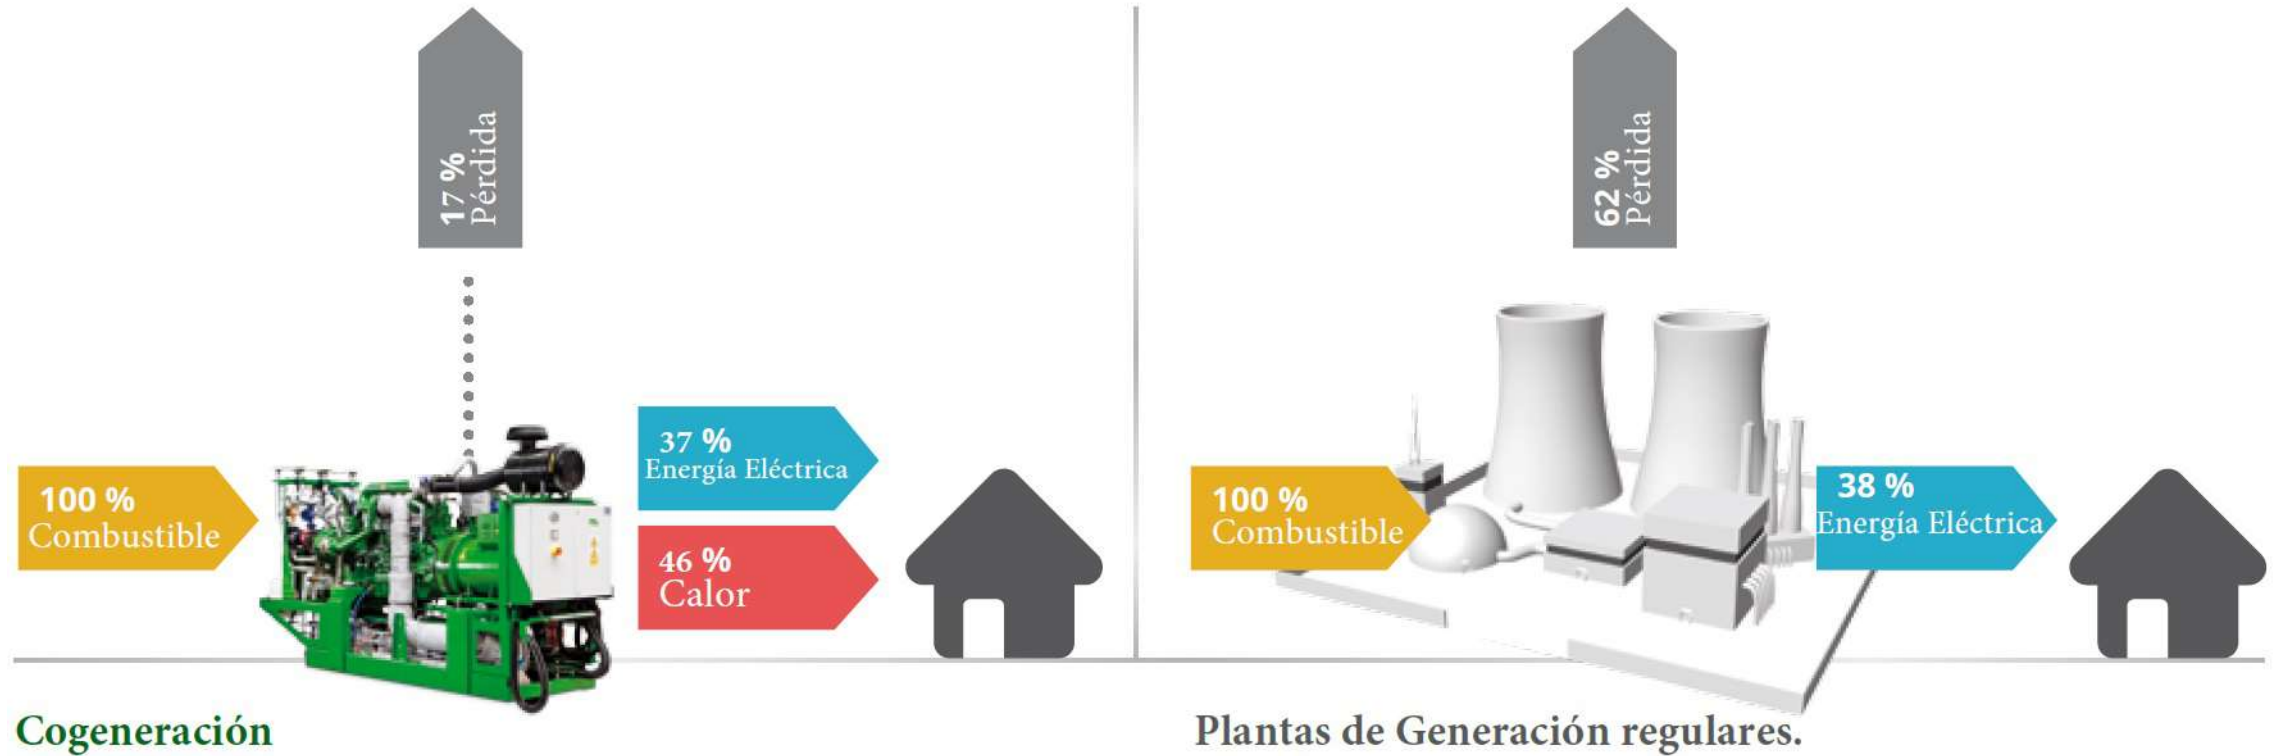 17 %
Pérdida
100 %
Combustible
37 %
Energía Eléctrica
46 %
Calor
Cogeneración
62 %
Pérdida
100 %
Combustible
38 %
Energía Eléctrica
Plantas de Generación regulares.